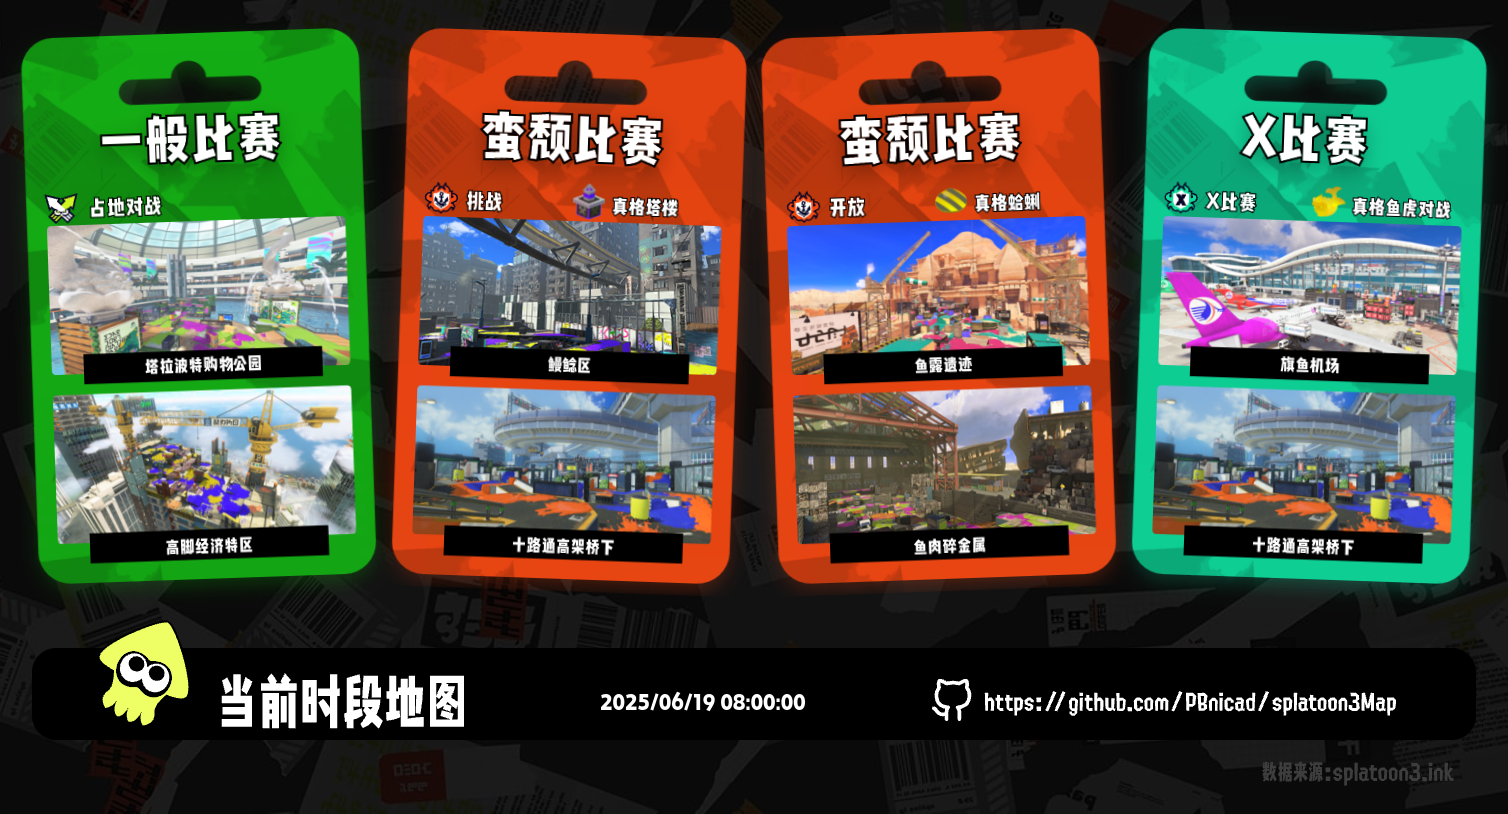 一般比赛
占地对战
塔拉波特购物公园
高脚经济特区
蛮颓比赛
挑战
真格塔楼
鳗鲶区
十路通高架桥下
蛮颓比赛
开放
真格蛤蜊
鱼露遗迹
鱼肉碎金属
X比赛
X比赛
真格鱼虎对战
旗鱼机场
十路通高架桥下
当前时段地图
2025/06/19 08:00:00
https://github.com/PBnicad/splatoon3Map
数据来源:splatoon3.ink